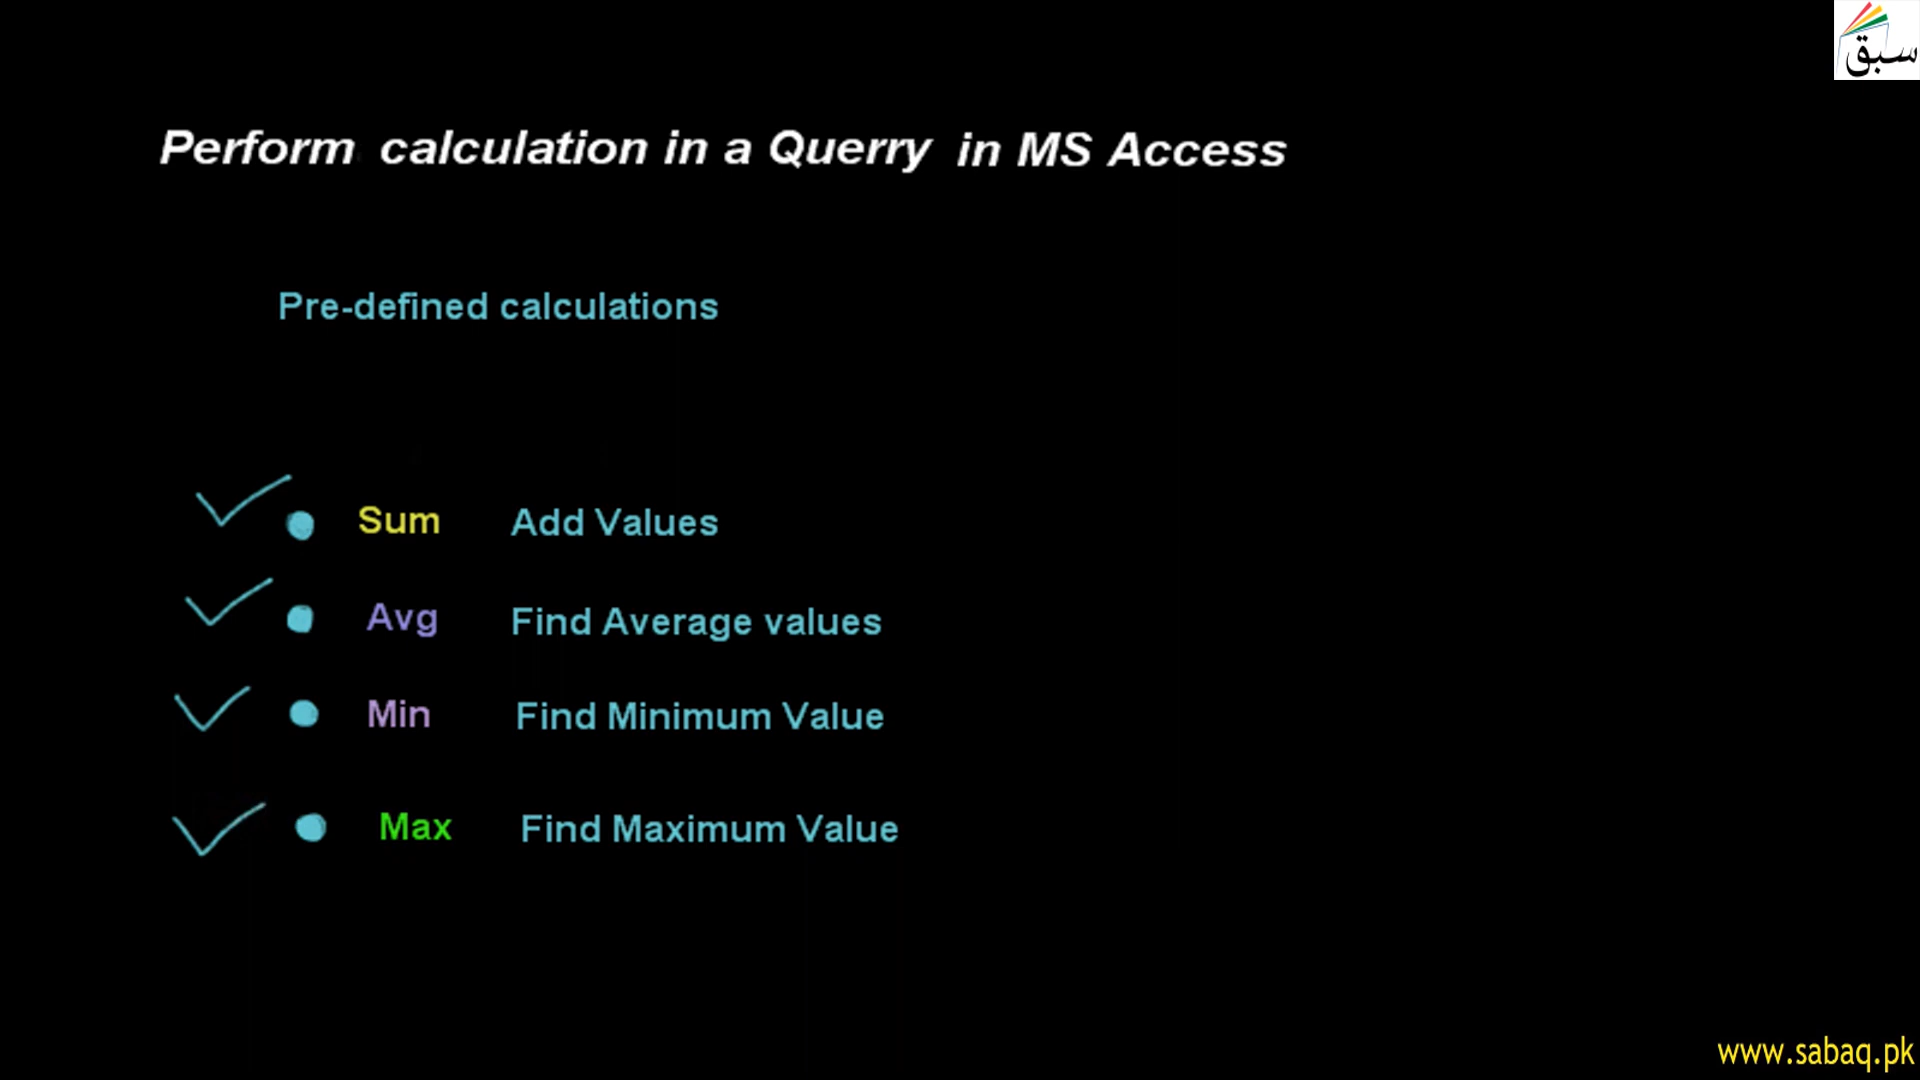 سبق
Perform calculation in a Querry in MS Access
Pre-defined calculations
Sum Add Values
Avg Find Average values
Min Find Minimum Value
Max Find Maximum Value
www.sabaq.pk